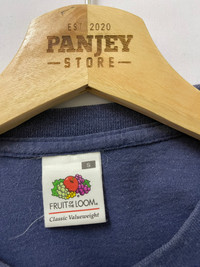 EST 2020
PANJEY
STORE
S
FRUIT OF THE LOOM®
Classic Valueweight